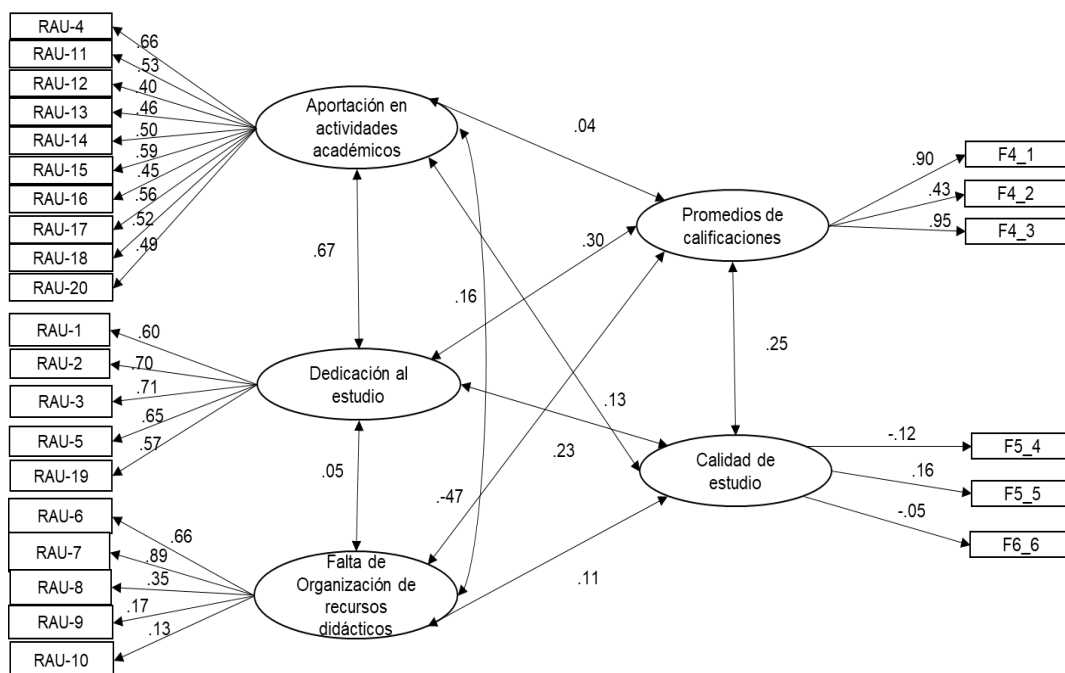 RAU-4
RAU-11
RAU-12
RAU-13
RAU-14
RAU-15
RAU-16
RAU-17
RAU-18
RAU-20
.66
.53
.40
.46
.50
.59
.45
.56
.52
.49
Aportación en
actividades
académicos
RAU-1
RAU-2
RAU-3
RAU-5
RAU-19
.60
.70
.71
.65
.57
Dedicación al
estudio
RAU-6
RAU-7
RAU-8
RAU-9
RAU-10
.66
.89
.35
.17
.13
Falta de
Organización de
recursos
didácticos
.67
.05
.16
.04
.30
.13
.23
.-47
.11
.25
Promedios de
calificaciones
.90
.43
.95
F4_1
F4_2
F4_3
Calidad de
estudio
-.12
.16
-.05
F5_4
F5_5
F6_6